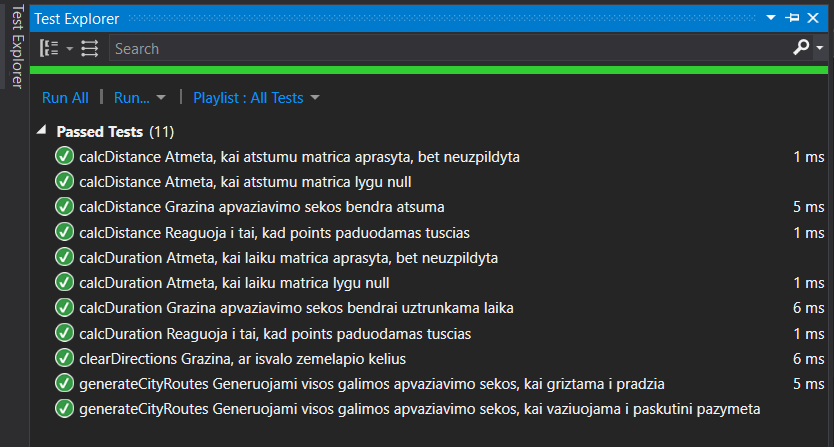 Test Explorer
Test Explorer
Search
Run All | Run... | Playlist : All Tests
Passed Tests (11)
calcDistance Atmeta, kai atstumu matrica aprasyta, bet neuzpildyta 1 ms
calcDistance Atmeta, kai atstumu matrica lygu null
calcDistance Grazina apvaziavimo sekos bendra atsuma 5 ms
calcDistance Reaguoja i tai, kad points paduodamas tuscias 1 ms
calcDuration Atmeta, kai laiku matrica aprasyta, bet neuzpildyta
calcDuration Atmeta, kai laiku matrica lygu null 1 ms
calcDuration Grazina apvaziavimo sekos bendrai uztrunkama laika 6 ms
calcDuration Reaguoja i tai, kad points paduodamas tuscias 1 ms
clearDirections Grazina, ar isvalo zemelapio kelius 6 ms
generateCityRoutes Generuojami visos galimos apvaziavimo sekos, kai griztama i pradzia 5 ms
generateCityRoutes Generuojami visos galimos apvaziavimo sekos, kai vaziuojama i paskutini pazymeta